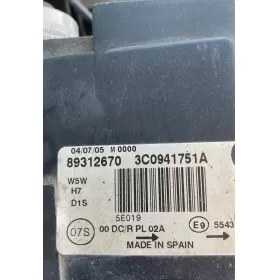 04/07/05 M 0000
89312670 3C0941751A
W5W
H7
D1S
5E019
07S 00 DC/R PL 02A E9 5543
MADE IN SPAIN